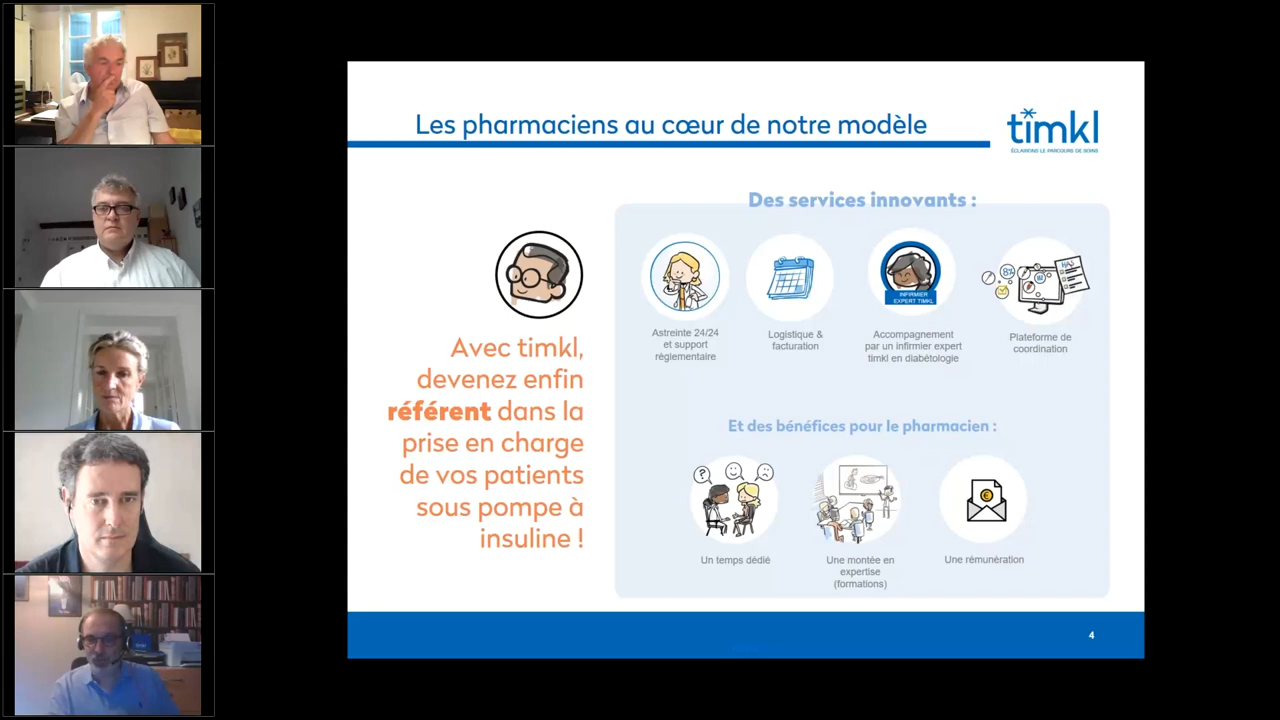 Les pharmaciens au cœur de notre modèle
timkl
ÉCLAIRONS LE PARCOURS DE SOINS
Avec timkl,
devenez enfin
référent dans la
prise en charge
de vos patients
sous pompe à
insuline !
Des services innovants :
Astreinte 24/24
et support
réglementaire
Logistique &
facturation
INFIRMIER
EXPERT TIMKL
Accompagnement
par un infirmier expert
timkl en diabétologie
Plateforme de
coordination
Et des bénéfices pour le pharmacien :
Un temps dédié
Une montée en
expertise
(formations)
Une rémunération
4